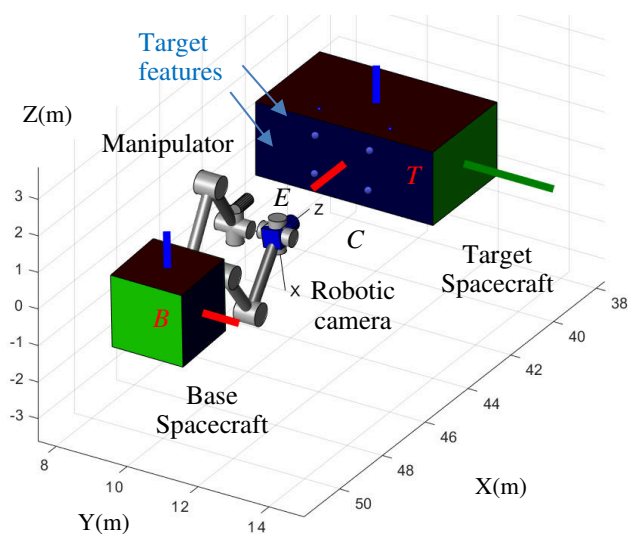 Target
features
Z(m)
Manipulator
3
2
1
0
-1
-2
-3
E
Z
T
C
X
B
Robotic
camera
Target
Spacecraft
Base
Spacecraft
38
40
42
44
46
48
50
8
10
12
14
X(m)
Y(m)